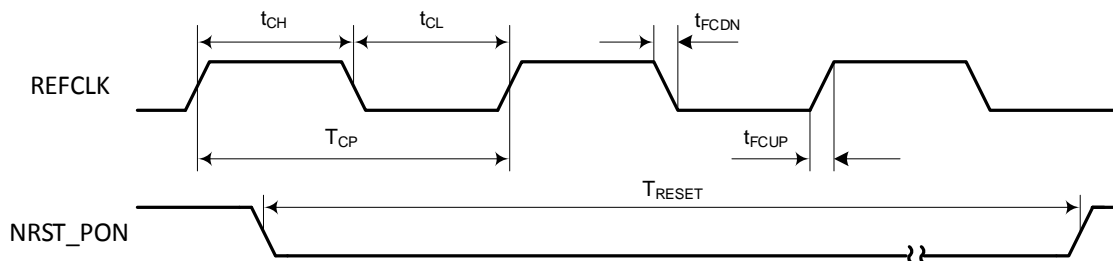 tCH tCL tFCDN
REFCLK
TCP tFCUP
TRESET
NRST_PON